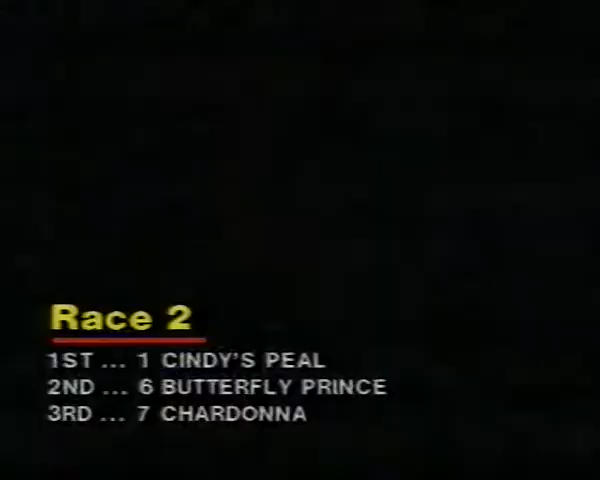 Race 2
1ST ... 1 CINDY'S PEAL
2ND ... 6 BUTTERFLY PRINCE
3RD ... 7 CHARDONNA